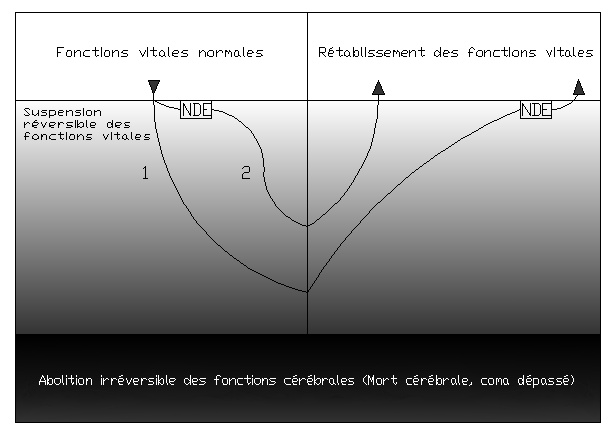 Fonctions vitales normales
Rétablissement des fonctions vitales
NDE
NDE
Suspension
réversible des
fonctions vitales
1
2
Abolition irréversible des fonctions cérébrales (Mort cérébrale, coma dépassé)